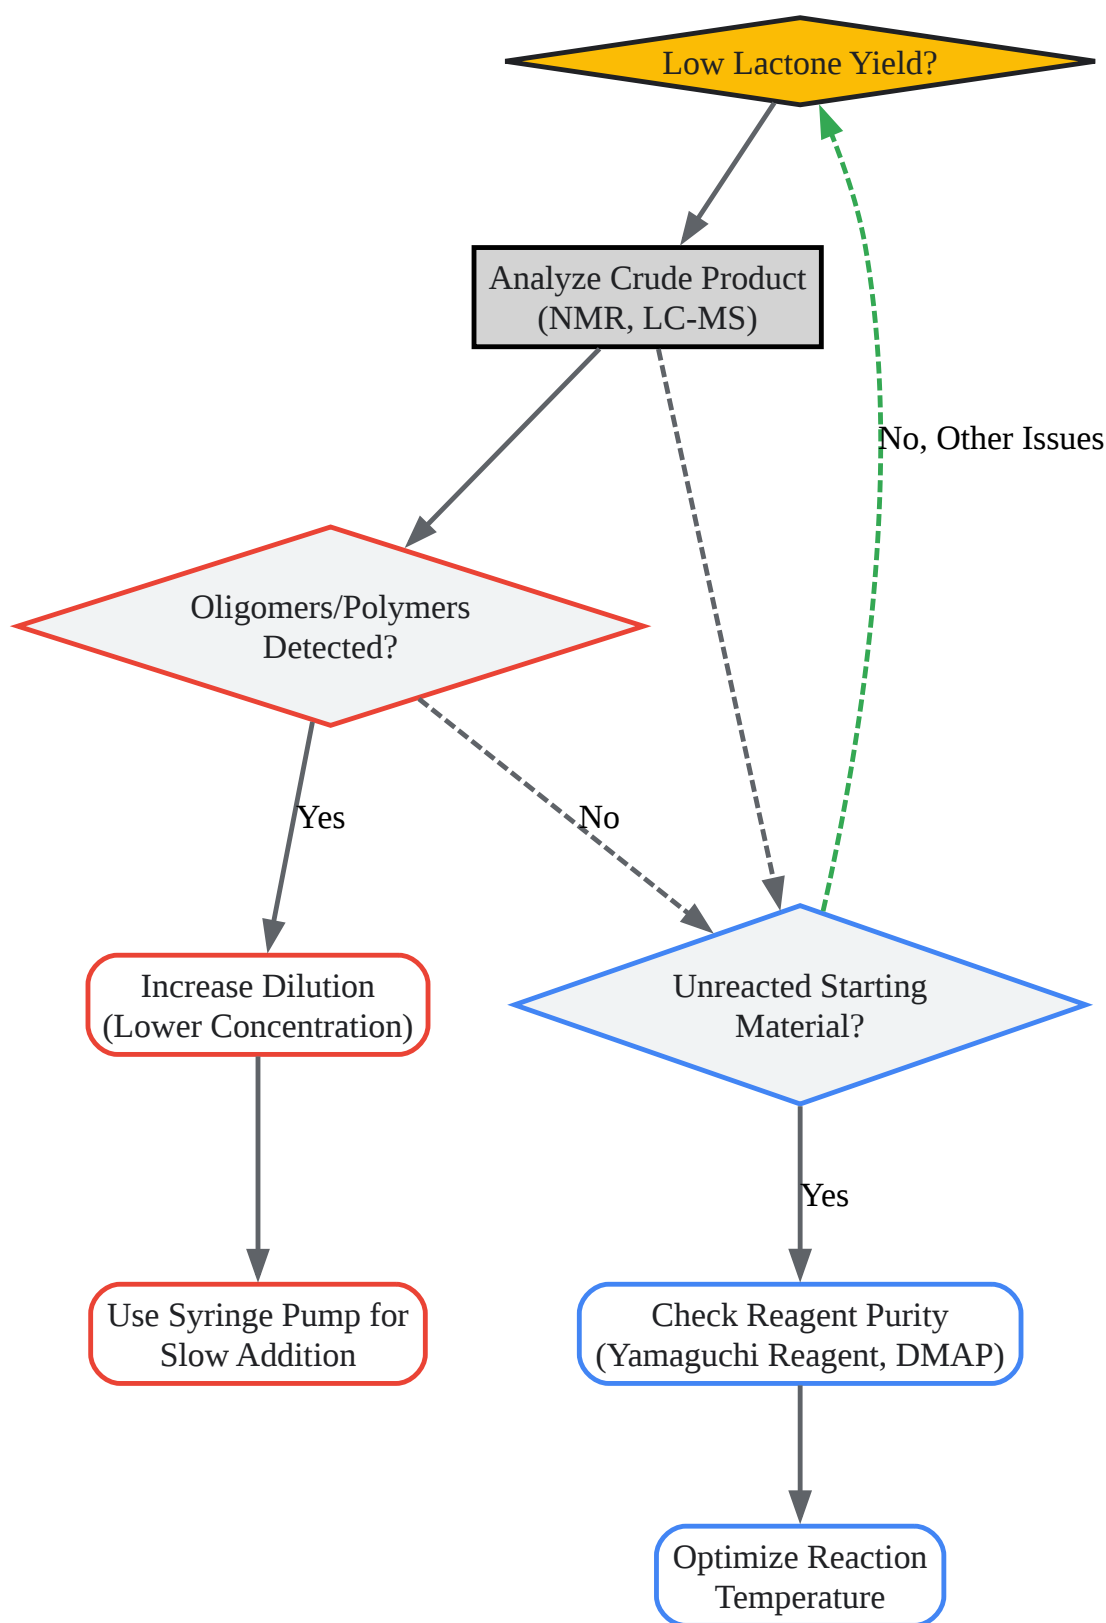 Low Lactone Yield?
Analyze Crude Product
(NMR, LC-MS)
No, Other Issues
Oligomers/Polymers
Detected?
Yes
No
Increase Dilution
(Lower Concentration)
Unreacted Starting
Material?
Yes
Use Syringe Pump for
Slow Addition
Check Reagent Purity
(Yamaguchi Reagent, DMAP)
Optimize Reaction
Temperature